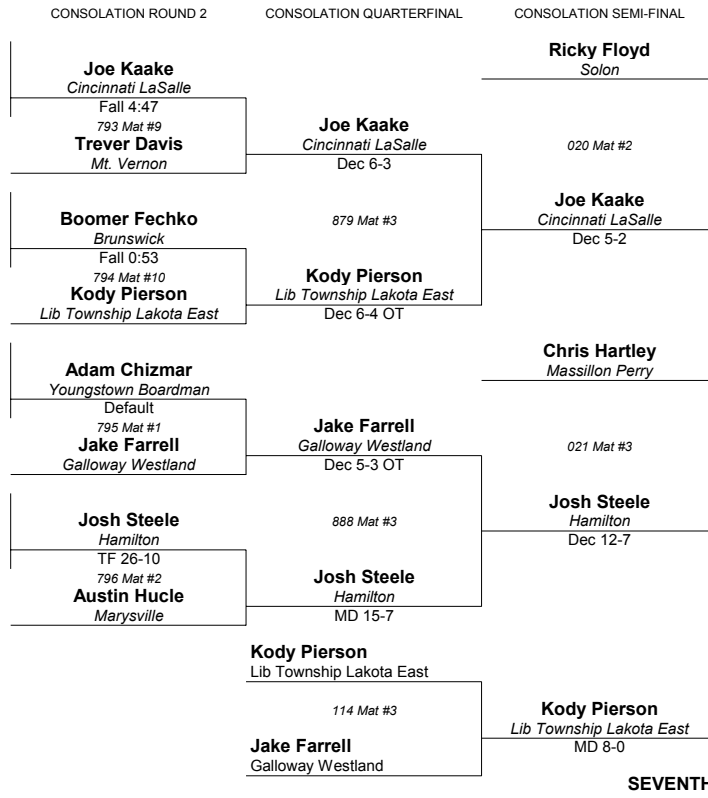 CONSOLATION ROUND 2
CONSOLATION QUARTERFINAL
CONSOLATION SEMI-FINAL
Joe Kaake
Cincinnati LaSalle
Fall 4:47
793 Mat #9
Trever Davis
Mt. Vernon
Boomer Fechko
Brunswick
Fall 0:53
794 Mat #10
Kody Pierson
Lib Township Lakota East
Adam Chizmar
Youngstown Boardman
Default
795 Mat #1
Jake Farrell
Galloway Westland
Josh Steele
Hamilton
TF 26-10
796 Mat #2
Austin Hucle
Marysville
Joe Kaake
Cincinnati LaSalle
Dec 6-3
879 Mat #3
Kody Pierson
Lib Township Lakota East
Dec 6-4 OT
Jake Farrell
Galloway Westland
Dec 5-3 OT
888 Mat #3
Josh Steele
Hamilton
MD 15-7
Ricky Floyd
Solon
020 Mat #2
Joe Kaake
Cincinnati LaSalle
Dec 5-2
Chris Hartley
Massillon Perry
021 Mat #3
Josh Steele
Hamilton
Dec 12-7
Kody Pierson
Lib Township Lakota East
114 Mat #3
Jake Farrell
Galloway Westland
Kody Pierson
Lib Township Lakota East
MD 8-0
SEVENTH